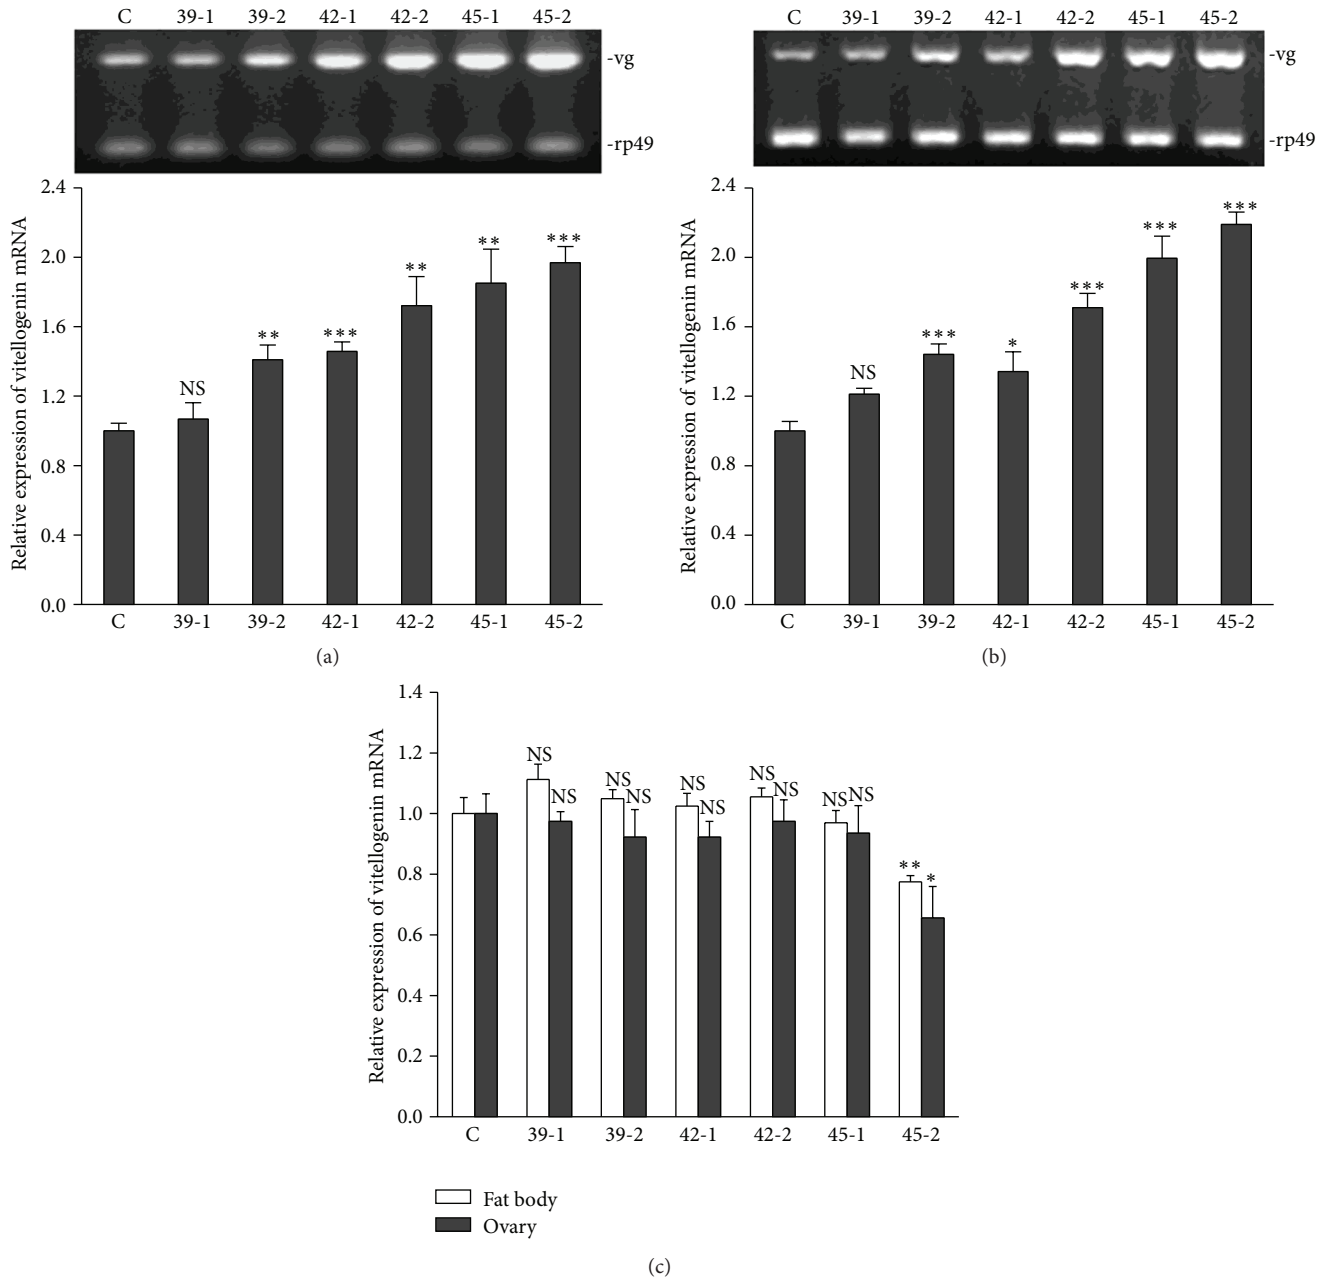 C 39-1 39-2 42-1 42-2 45-1 45-2
-vg
-rp49
Relative expression of vitellogenin mRNA
2.4
2.0
1.6
1.2
0.8
0.4
0.0
NS
**
***
**
**
***
C 39-1 39-2 42-1 42-2 45-1 45-2
(a)
C 39-1 39-2 42-1 42-2 45-1 45-2
-vg
-rp49
Relative expression of vitellogenin mRNA
2.4
2.0
1.6
1.2
0.8
0.4
0.0
NS
***
*
***
***
***
C 39-1 39-2 42-1 42-2 45-1 45-2
(b)
Relative expression of vitellogenin mRNA
1.4
1.2
1.0
0.8
0.6
0.4
0.2
0.0
NS
NS
NS
NS
NS
NS
NS
NS
NS
NS
**
*
C 39-1 39-2 42-1 42-2 45-1 45-2
Fat body
Ovary
(c)